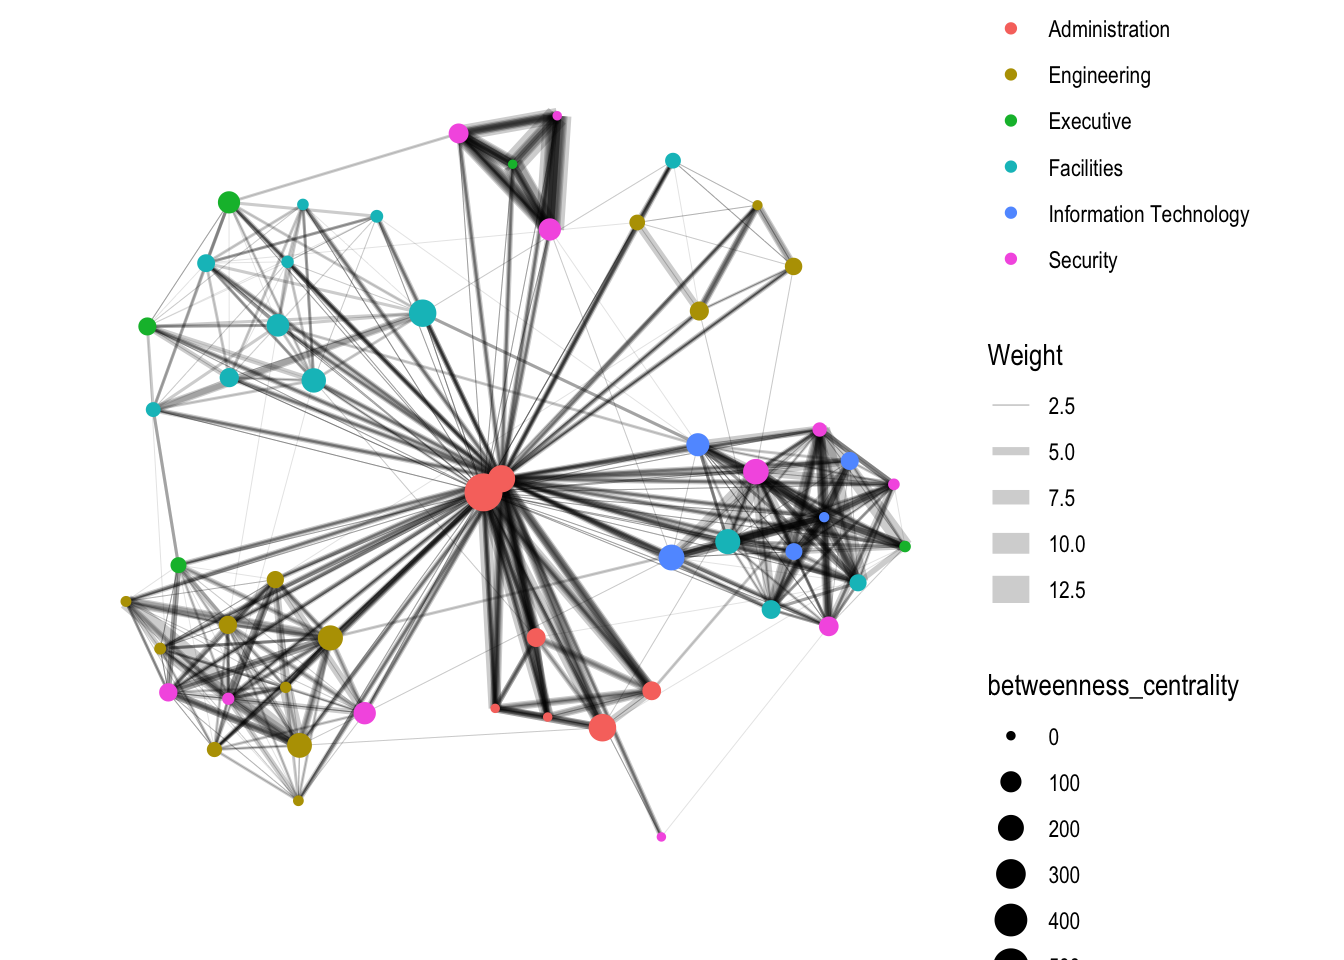 Administration
Engineering
Executive
Facilities
Information Technology
Security
Weight
2.5
5.0
7.5
10.0
12.5
betweenness_centrality
0
100
200
300
400